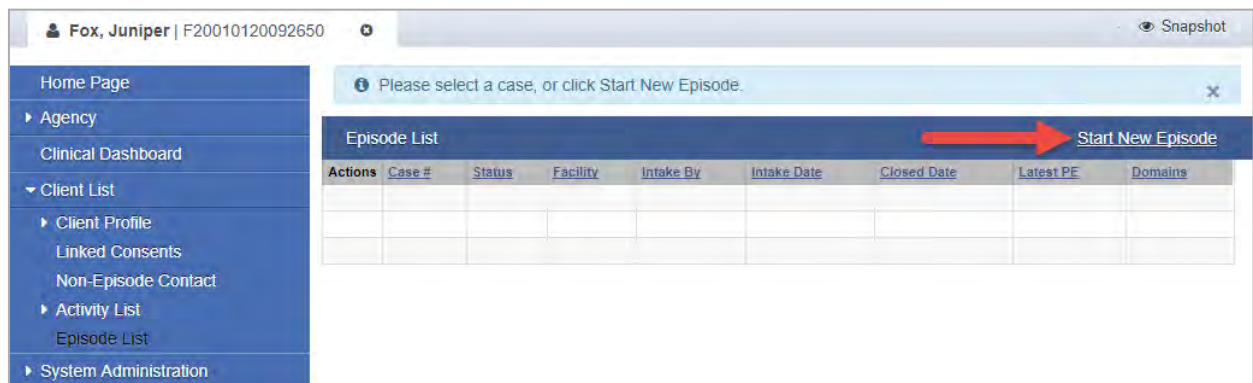 Fox, Juniper | F20010120092650
Snapshot
Home Page
Agency
Clinical Dashboard
Client List
Client Profile
Linked Consents
Non-Episode Contact
Activity List
Episode List
System Administration
Please select a case, or click Start New Episode.
Episode List Start New Episode
Actions Case # Status Facility Intake By Intake Date Closed Date Latest PE Domains